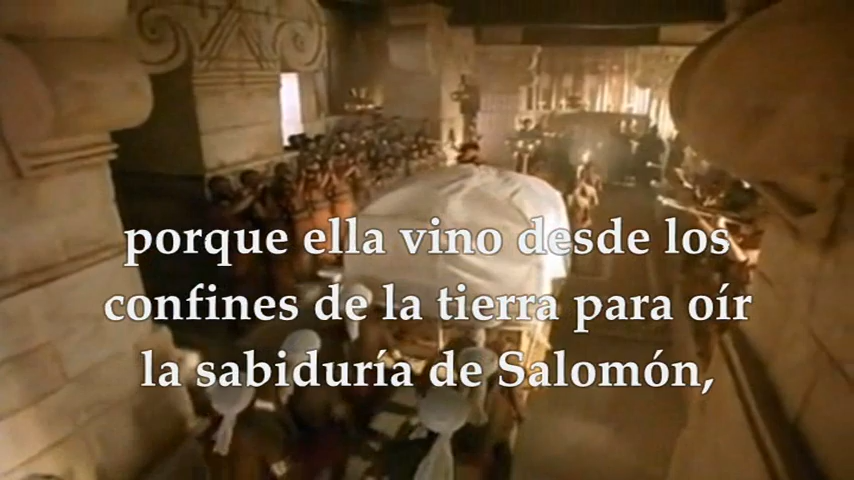 porque ella vino desde los
confines de la tierra para oír
la sabiduría de Salomón,